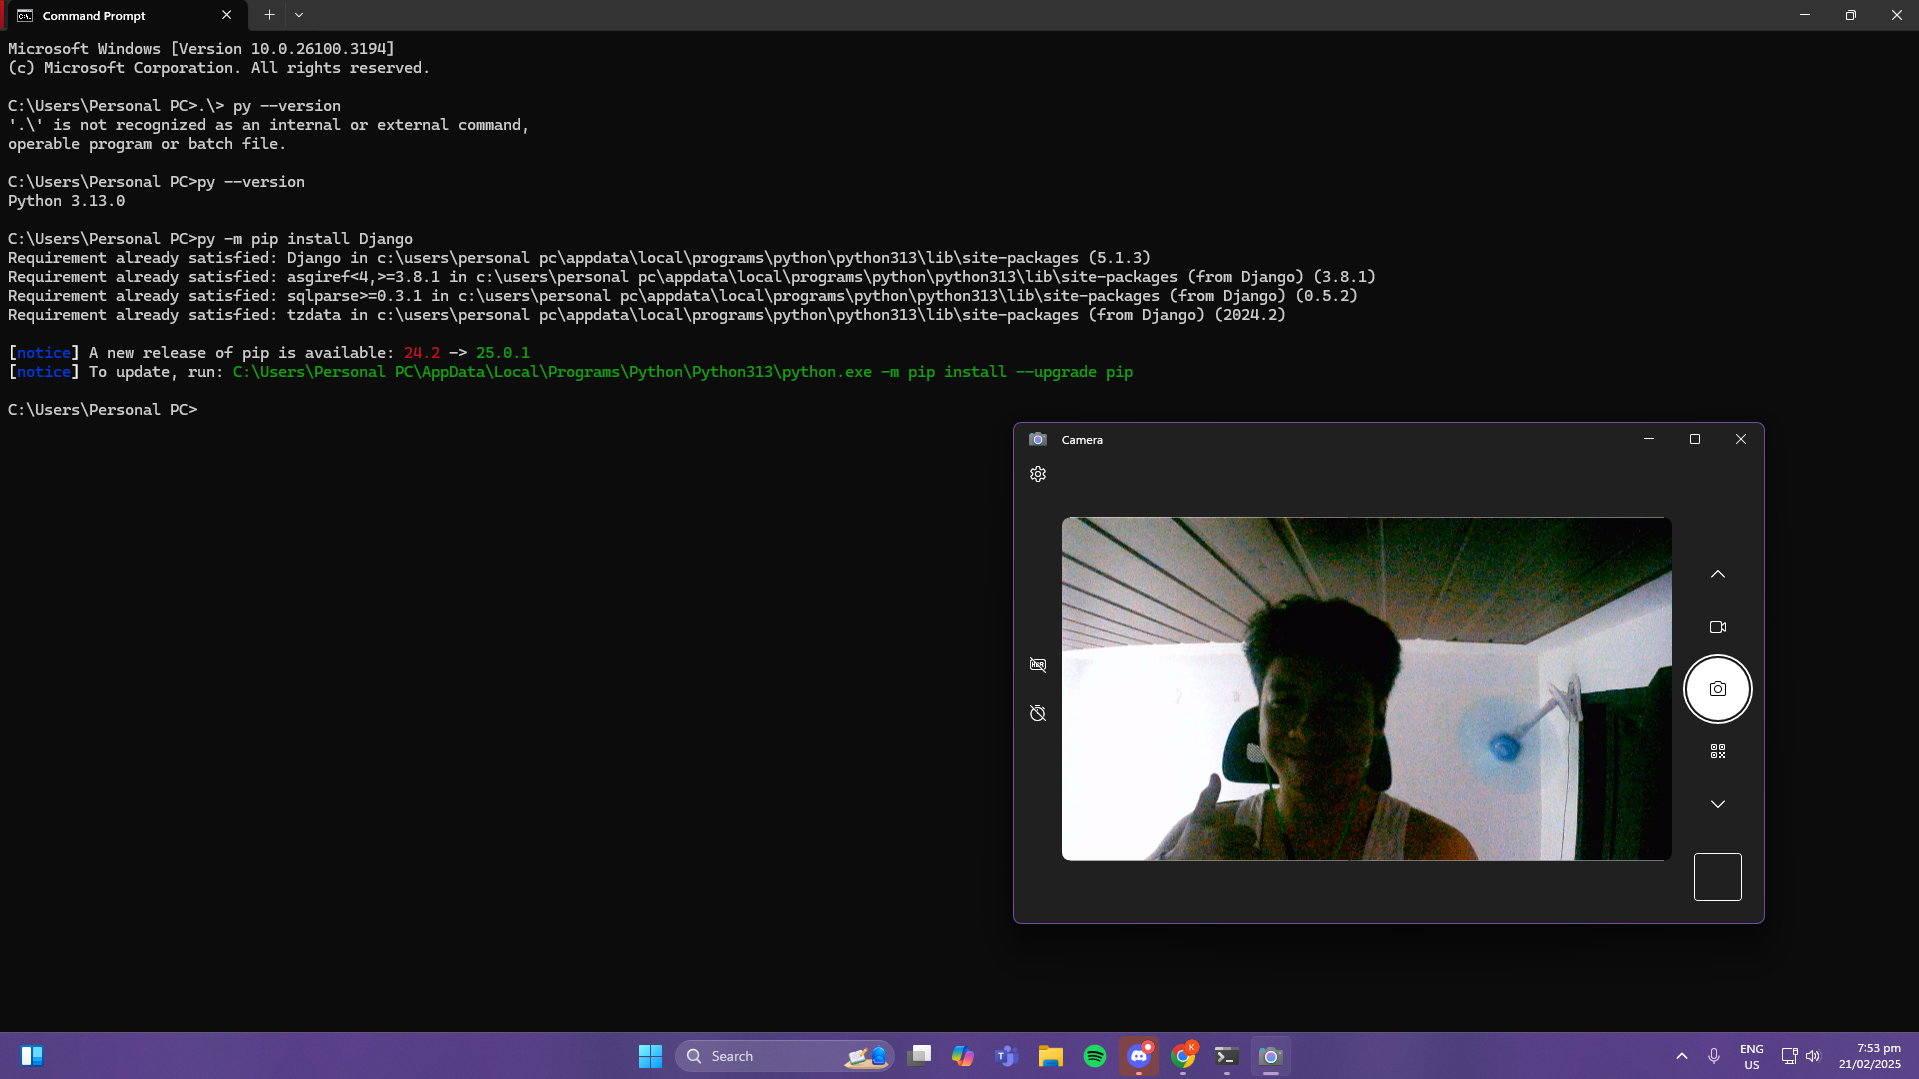 Command Prompt
Microsoft Windows [Version 10.0.26100.3194]
(c) Microsoft Corporation. All rights reserved.
C:\Users\Personal PC>.\> py --version
'.\' is not recognized as an internal or external command,
operable program or batch file.
C:\Users\Personal PC>py --version
Python 3.13.0
C:\Users\Personal PC>py -m pip install Django
Requirement already satisfied: Django in c:\users\personal pc\appdata\local\programs\python\python313\lib\site-packages (5.1.3)
Requirement already satisfied: asgiref<4,>=3.8.1 in c:\users\personal pc\appdata\local\programs\python\python313\lib\site-packages (from Django) (3.8.1)
Requirement already satisfied: sqlparse>=0.3.1 in c:\users\personal pc\appdata\local\programs\python\python313\lib\site-packages (from Django) (0.5.2)
Requirement already satisfied: tzdata in c:\users\personal pc\appdata\local\programs\python\python313\lib\site-packages (from Django) (2024.2)
[notice] A new release of pip is available: 24.2 -> 25.0.1
[notice] To update, run: C:\Users\Personal PC\AppData\Local\Programs\Python\Python313\python.exe -m pip install --upgrade pip
C:\Users\Personal PC>
Camera
HDR
Search
K
ENG
US
7:53 pm
21/02/2025